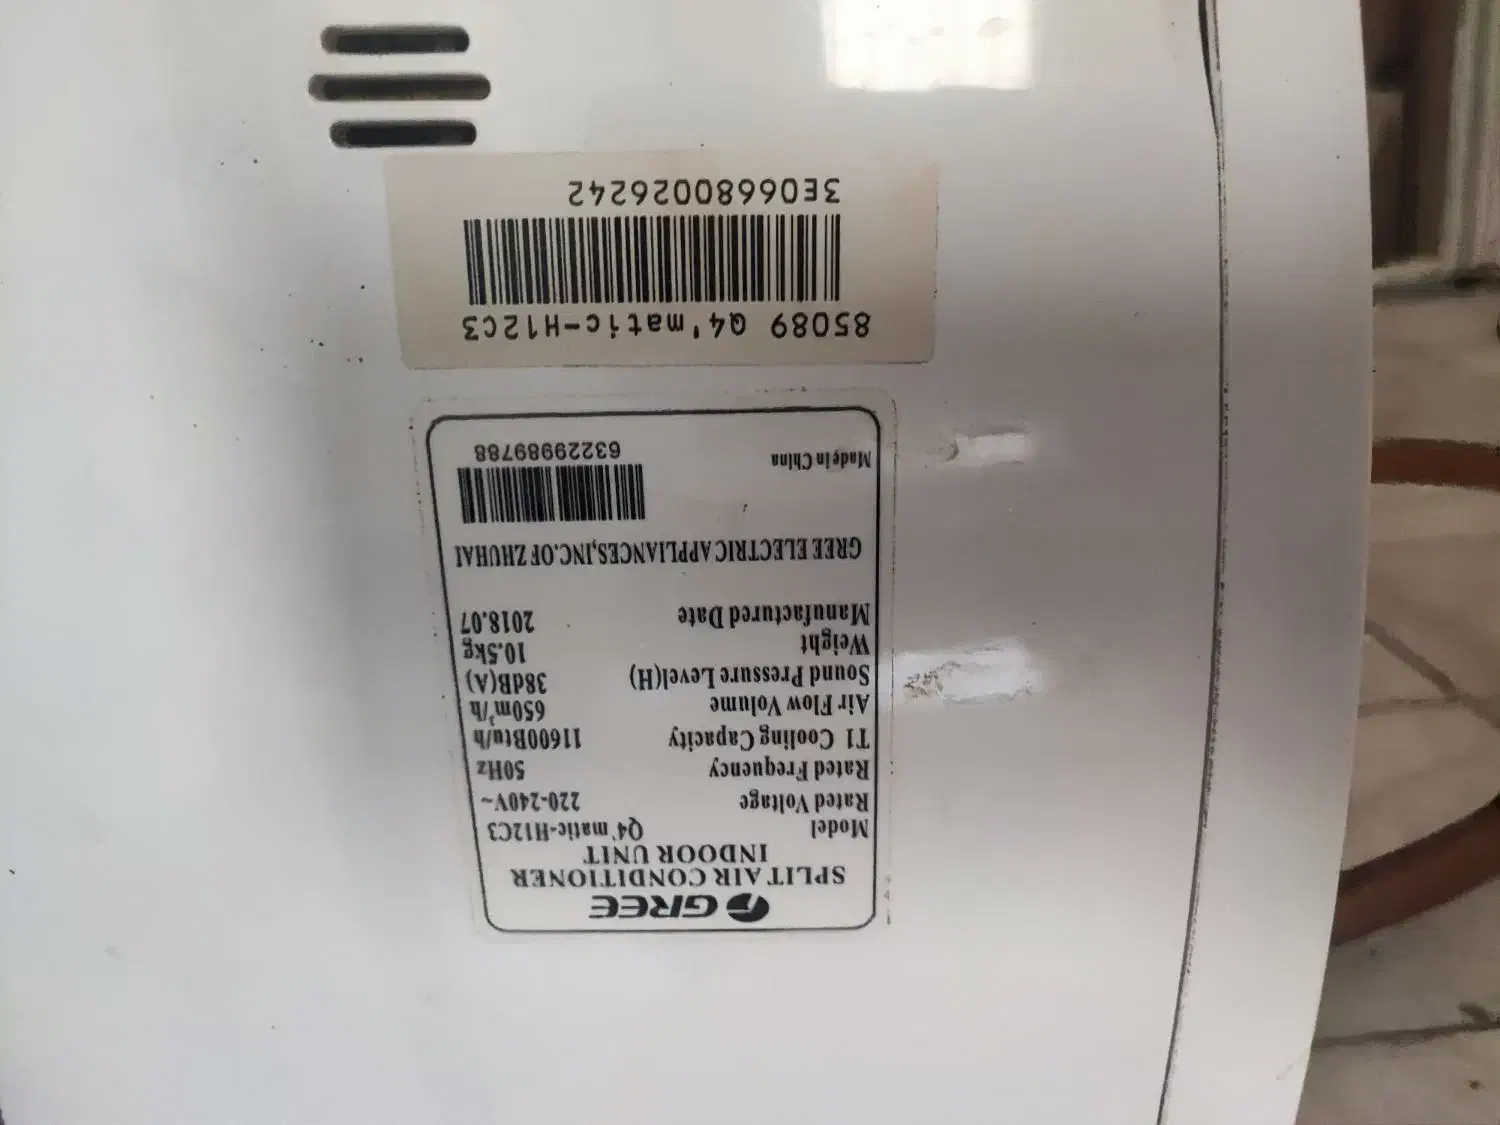 GREE
SPLIT AIR CONDITIONER
INDOOR UNIT
Model Q4'matic-H12C3
Rated Voltage 220-240V~
Rated Frequency 50Hz
T1 Cooling Capacity 11600Btu/h
Air Flow Volume 650m³/h
Sound Pressure Level(H) 38dB(A)
Weight 10.5kg
Manufactured Date 2018.07
GREE ELECTRIC APPLIANCES,INC.OF ZHUHAI
Made in China 63229989788
85089 Q4'matic-H12C3
3E06680026242